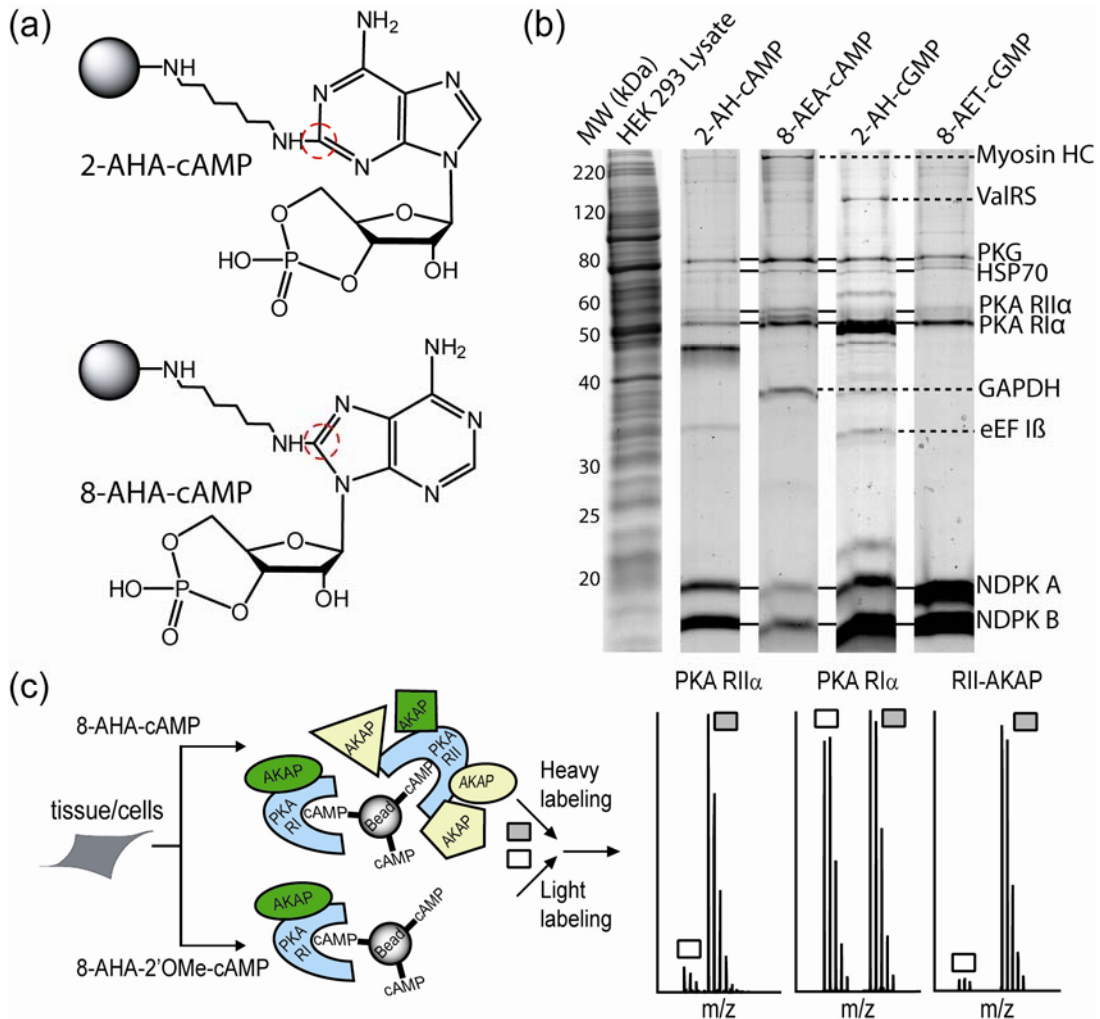 (a)
NH2
NH
N
N
N
HN
N
N
2-AHA-cAMP
O
O
HO
P
O
OH
O
NH
NH2
N
HN
N
N
N
8-AHA-cAMP
O
O
HO
P
O
OH
O
(b)
MW (kDa)
HEK 293 Lysate
2-AH-cAMP
8-AEA-cAMP
2-AH-cGMP
8-AET-cGMP
220
120
80
60
50
40
30
25
20
Myosin HC
ValRS
PKG
HSP70
PKA RIIα
PKA RIα
GAPDH
eEF Iß
NDPK A
NDPK B
(c)
8-AHA-cAMP
tissue/cells
8-AHA-2'OMe-cAMP
AKAP
PKA
RI
cAMP
Bead
cAMP
cAMP
AKAP
AKAP
PKA
RII
AKAP
AKAP
AKAP
PKA
RI
cAMP
Bead
cAMP
cAMP
Heavy
labeling
Light
labeling
PKA RIIα
PKA RIα
RII-AKAP
m/z
m/z
m/z